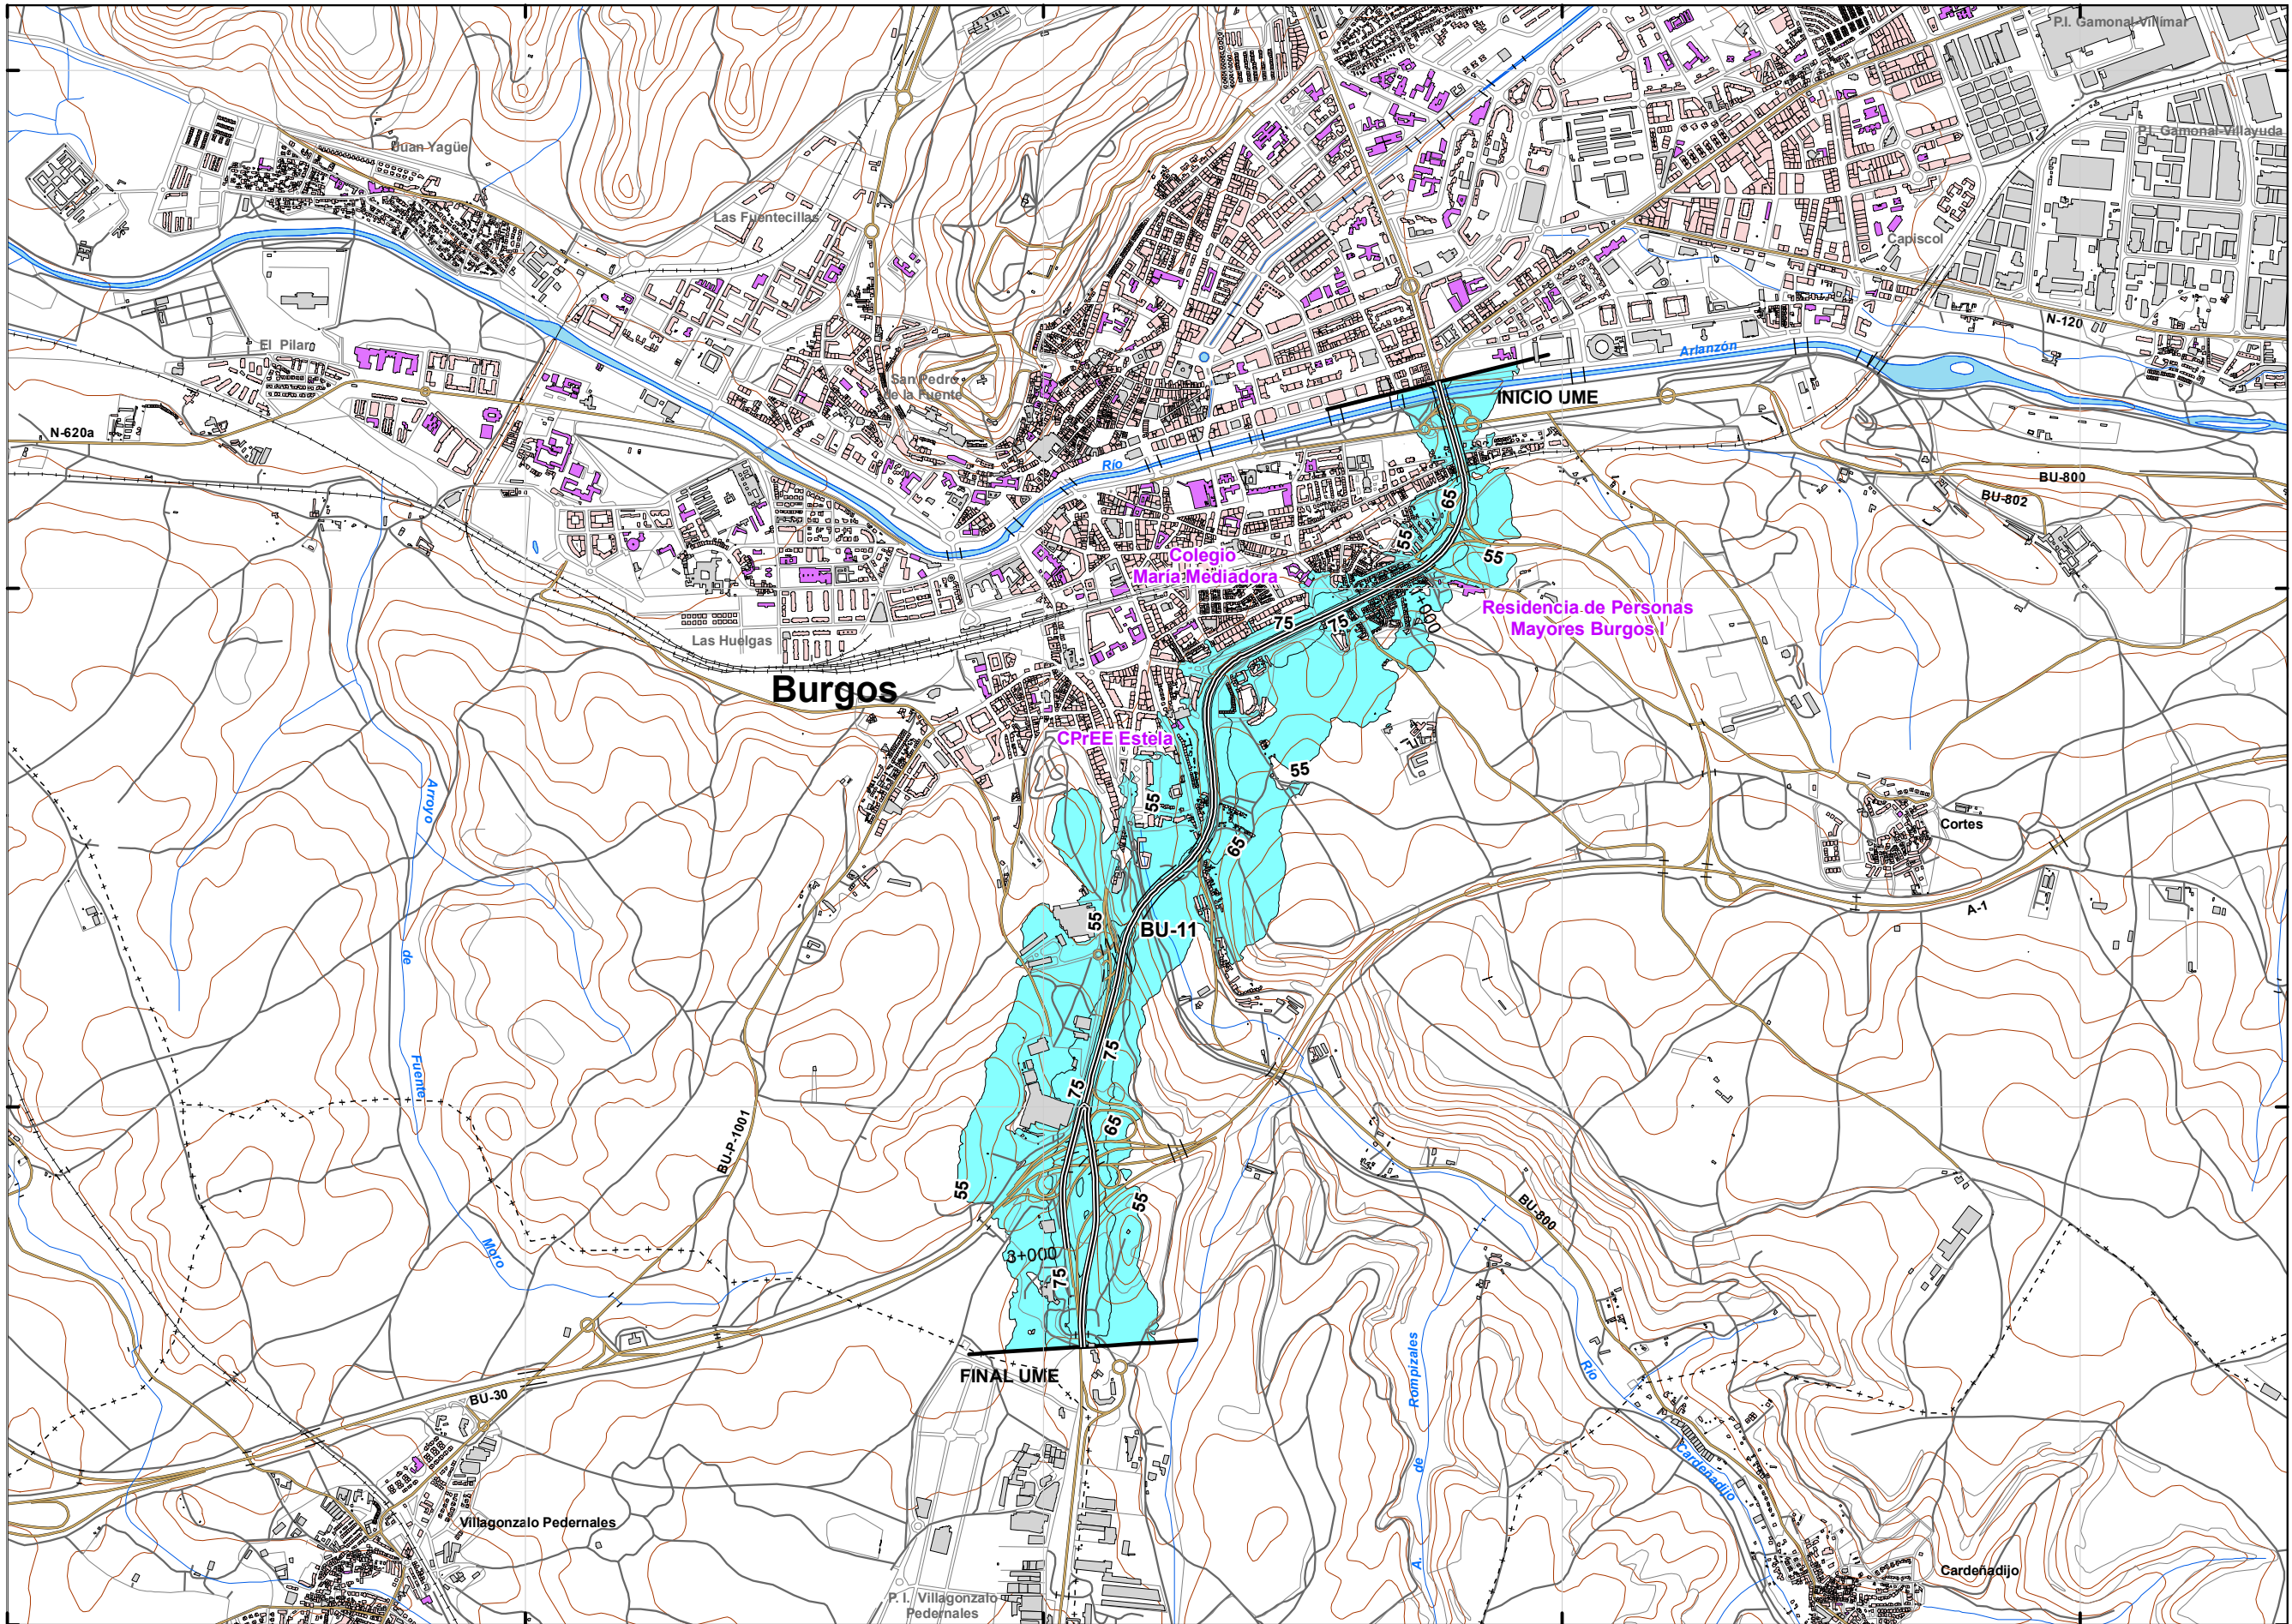 P.I. Gamonal-Villímar
P.I. Gamonal-Villayuda
Juan Yagüe
Las Fuentecillas
Capiscol
N-120
El Pilar
Arlanzón
San Pedro
de la Fuente
INICIO UME
N-620a
Río
BU-800
BU-802
65
55
55
Colegio
María Mediadora
Residencia de Personas
Mayores Burgos I
1+000
75
75
Las Huelgas
Burgos
CPrEE Estela
55
55
65
Arroyo
de
Fuente
Moro
Cortes
A-1
55
BU-11
75
75
65
BU-P-1001
55
55
BU-800
3+000
75
FINAL UME
BU-30
Río
Cardeñadijo
A.
de
Rompizales
Villagonzalo Pedernales
Cardeñadijo
P. I. Villagonzalo
Pedernales